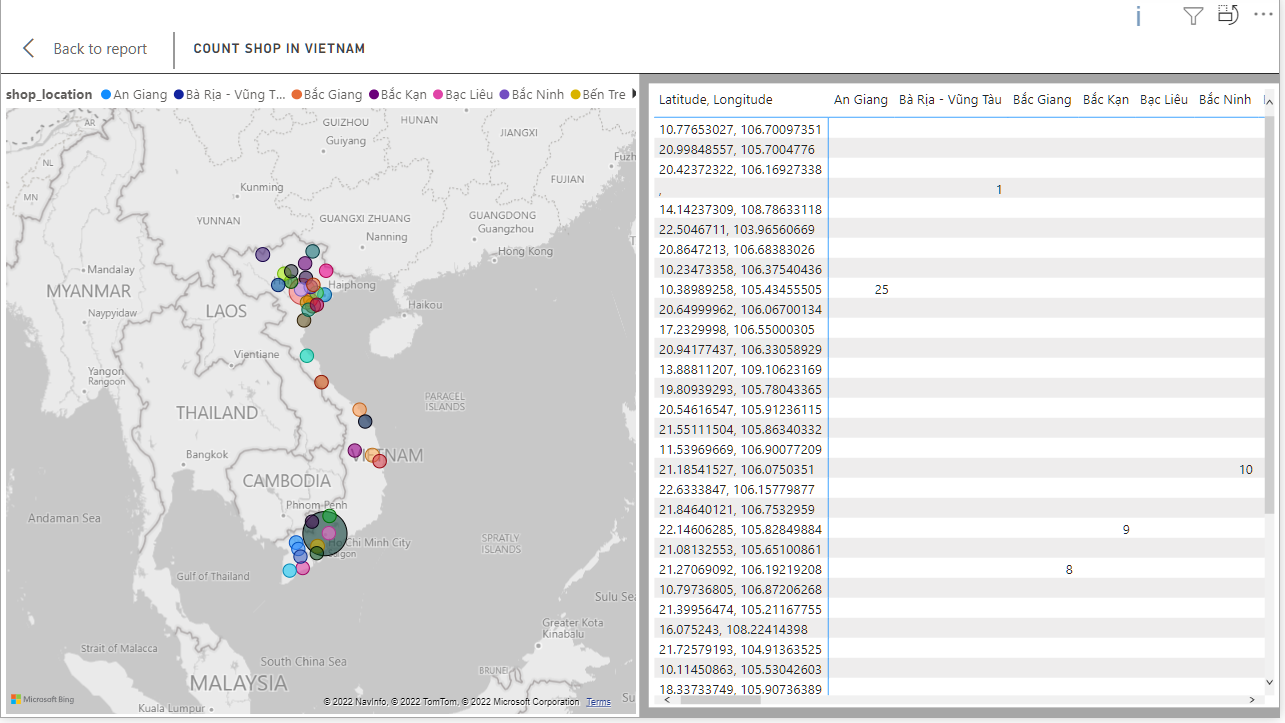 Back to report
COUNT SHOP IN VIETNAM
shop_location An Giang Bà Rịa - Vũng T... Bắc Giang Bắc Kạn Bạc Liêu Bắc Ninh Bến Tre
AR
GUIZHOU
HUNAN
JIANGXI
Guiyang
NL
FUJIAN
MN
Kunming
YUNNAN
GUANGXI ZHUANG
GUANGDONG
Guangzhou
Nanning
Hong Kong
Mandalay
MYANMAR
Haiphong
Haikou
Naypyidaw
LAOS
Vientiane
Yangon
Rangoon
THAILAND
PARACEL
ISLANDS
Bangkok
VIETNAM
CAMBODIA
Phnom Penh
Andaman Sea
Ho Chi Minh City
Saigon
SPRATLY
ISLANDS
Gulf of Thailand
Sulu Sea
Greater Kota
Kinabalu
Strait of Malacca
South China Sea
BRUNEI
MALAYSIA
Kuala Lumpur
Microsoft Bing
© 2022 NavInfo, © 2022 TomTom, © 2022 Microsoft Corporation Terms
Latitude, Longitude An Giang Bà Rịa - Vũng Tàu Bắc Giang Bắc Kạn Bạc Liêu Bắc Ninh
10.77653027, 106.70097351
20.99848557, 105.7004776
20.42372322, 106.16927338
, 1
14.14237309, 108.78633118
22.5046711, 103.96560669
20.8647213, 106.68383026
10.23473358, 106.37540436
10.38989258, 105.43455505 25
20.64999962, 106.06700134
17.2329998, 106.55000305
20.94177437, 106.33058929
13.88811207, 109.10623169
19.80939293, 105.78043365
20.54616547, 105.91236115
21.55111504, 105.86340332
11.53969669, 106.90077209
21.18541527, 106.0750351 10
22.6333847, 106.15779877
21.84640121, 106.7532959
22.14606285, 105.82849884 9
21.08132553, 105.65100861
21.27069092, 106.19219208 8
10.79736805, 106.87206268
21.39956474, 105.21167755
16.075243, 108.22414398
21.72579193, 104.91363525
10.11450863, 105.53042603
18.33733749, 105.90736389